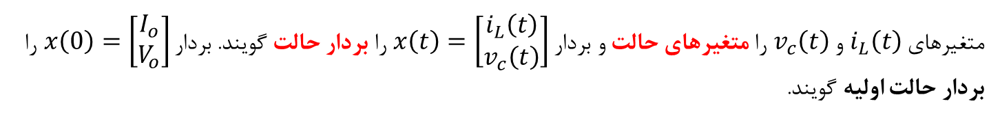 متغیرهای $i_L(t)$ و $v_c(t)$ را متغیرهای حالت و بردار $x(t) = \begin{bmatrix} i_L(t) \\ v_c(t) \end{bmatrix}$ را بردار حالت گویند. بردار $x(0) = \begin{bmatrix} I_o \\ V_o \end{bmatrix}$ را
بردار حالت اولیه گویند.